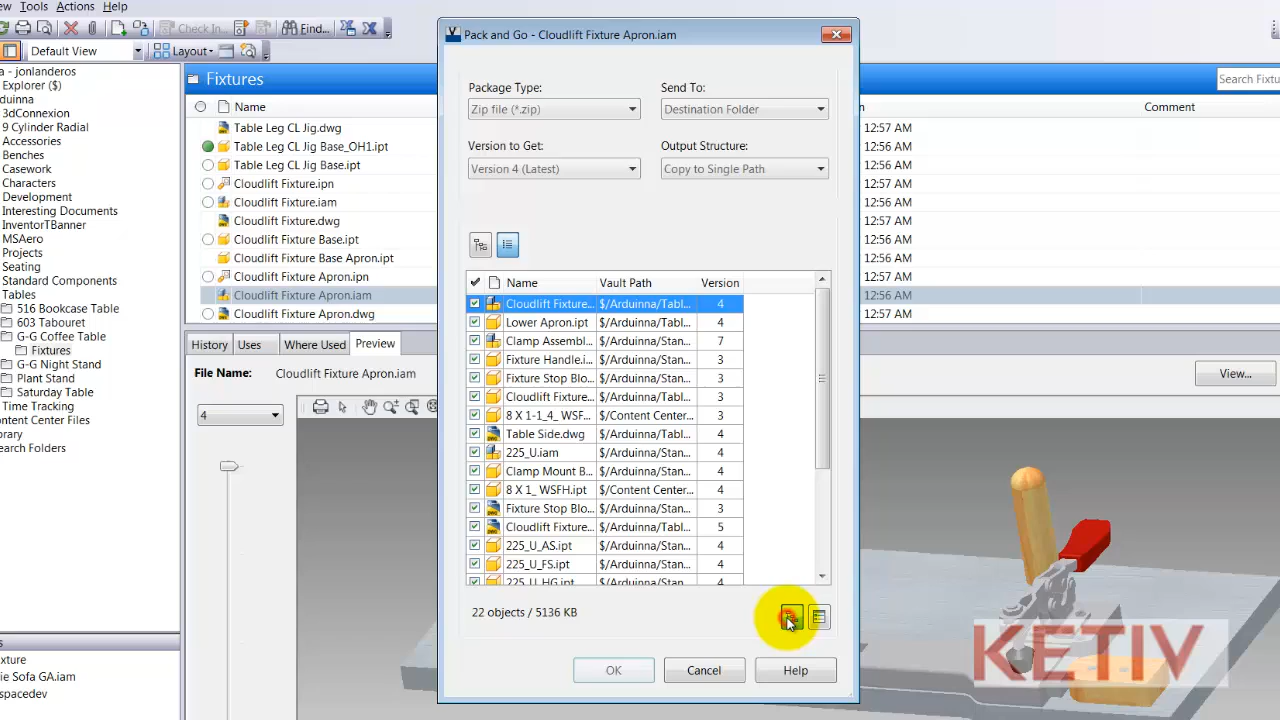 ew Tools Actions Help
Check In... Find...
Default View Layout
a - jonlanderos
Explorer ($)
duinna
3dConnexion
9 Cylinder Radial
Accessories
Benches
Casework
Characters
Development
Interesting Documents
InventorTBanner
MSAero
Projects
Seating
Standard Components
Tables
516 Bookcase Table
603 Tabouret
G-G Coffee Table
Fixtures
G-G Night Stand
Plant Stand
Saturday Table
Time Tracking
ontent Center Files
orary
earch Folders
s
ixture
ie Sofa GA.iam
spacedev
Fixtures
Search Fixtu
Name
Comment
Table Leg CL Jig.dwg 12:57 AM
Table Leg CL Jig Base_OH1.ipt 12:56 AM
Table Leg CL Jig Base.ipt 12:56 AM
Cloudlift Fixture.ipn 12:57 AM
Cloudlift Fixture.iam 12:56 AM
Cloudlift Fixture.dwg 12:57 AM
Cloudlift Fixture Base.ipt 12:56 AM
Cloudlift Fixture Base Apron.ipt 12:56 AM
Cloudlift Fixture Apron.ipn 12:57 AM
Cloudlift Fixture Apron.iam 12:56 AM
Cloudlift Fixture Apron.dwg 12:57 AM
History Uses Where Used Preview
File Name: Cloudlift Fixture Apron.iam
View...
4
Pack and Go - Cloudlift Fixture Apron.iam
Package Type: Send To:
Zip file (*.zip) Destination Folder
Version to Get: Output Structure:
Version 4 (Latest) Copy to Single Path
Name Vault Path Version
Cloudlift Fixture... $/Arduinna/Tabl... 4
Lower Apron.ipt $/Arduinna/Tabl... 4
Clamp Assembl... $/Arduinna/Stan... 7
Fixture Handle.i... $/Arduinna/Stan... 3
Fixture Stop Blo... $/Arduinna/Stan... 3
Cloudlift Fixture... $/Arduinna/Tabl... 3
8 X 1-1_4_ WSF... $/Content Center... 3
Table Side.dwg $/Arduinna/Tabl... 4
225_U.iam $/Arduinna/Stan... 4
Clamp Mount B... $/Arduinna/Stan... 4
8 X 1_ WSFH.ipt $/Content Center... 4
Fixture Stop Blo... $/Arduinna/Stan... 3
Cloudlift Fixture... $/Arduinna/Tabl... 5
225_U_AS.ipt $/Arduinna/Stan... 4
225_U_FS.ipt $/Arduinna/Stan... 4
225_U_HG.ipt $/Arduinna/Stan... 4
22 objects / 5136 KB
OK Cancel Help
KETIV